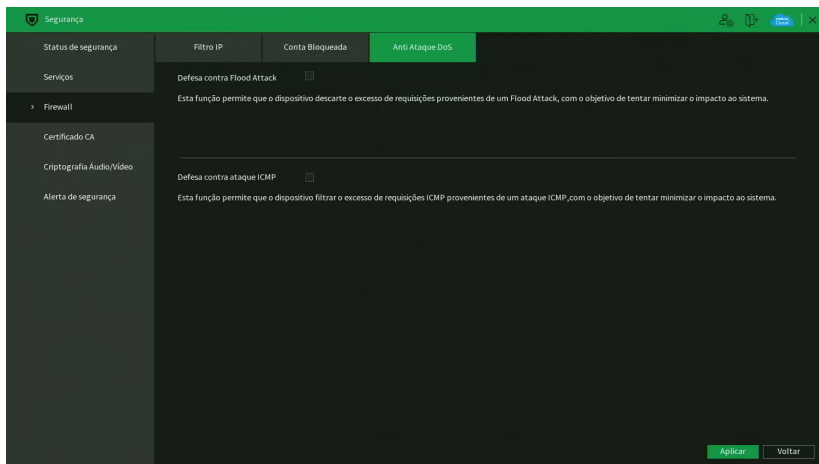 Segurança
Cloud
Status de segurança
Serviços
Firewall
Certificado CA
Criptografia Áudio/Vídeo
Alerta de segurança
Filtro IP
Conta Bloqueada
Anti Ataque DoS
Defesa contra Flood Attack
Esta função permite que o dispositivo descarte o excesso de requisições provenientes de um Flood Attack, com o objetivo de tentar minimizar o impacto ao sistema.
Defesa contra ataque ICMP
Esta função permite que o dispositivo filtrar o excesso de requisições ICMP provenientes de um ataque ICMP,com o objetivo de tentar minimizar o impacto ao sistema.
Aplicar
Voltar